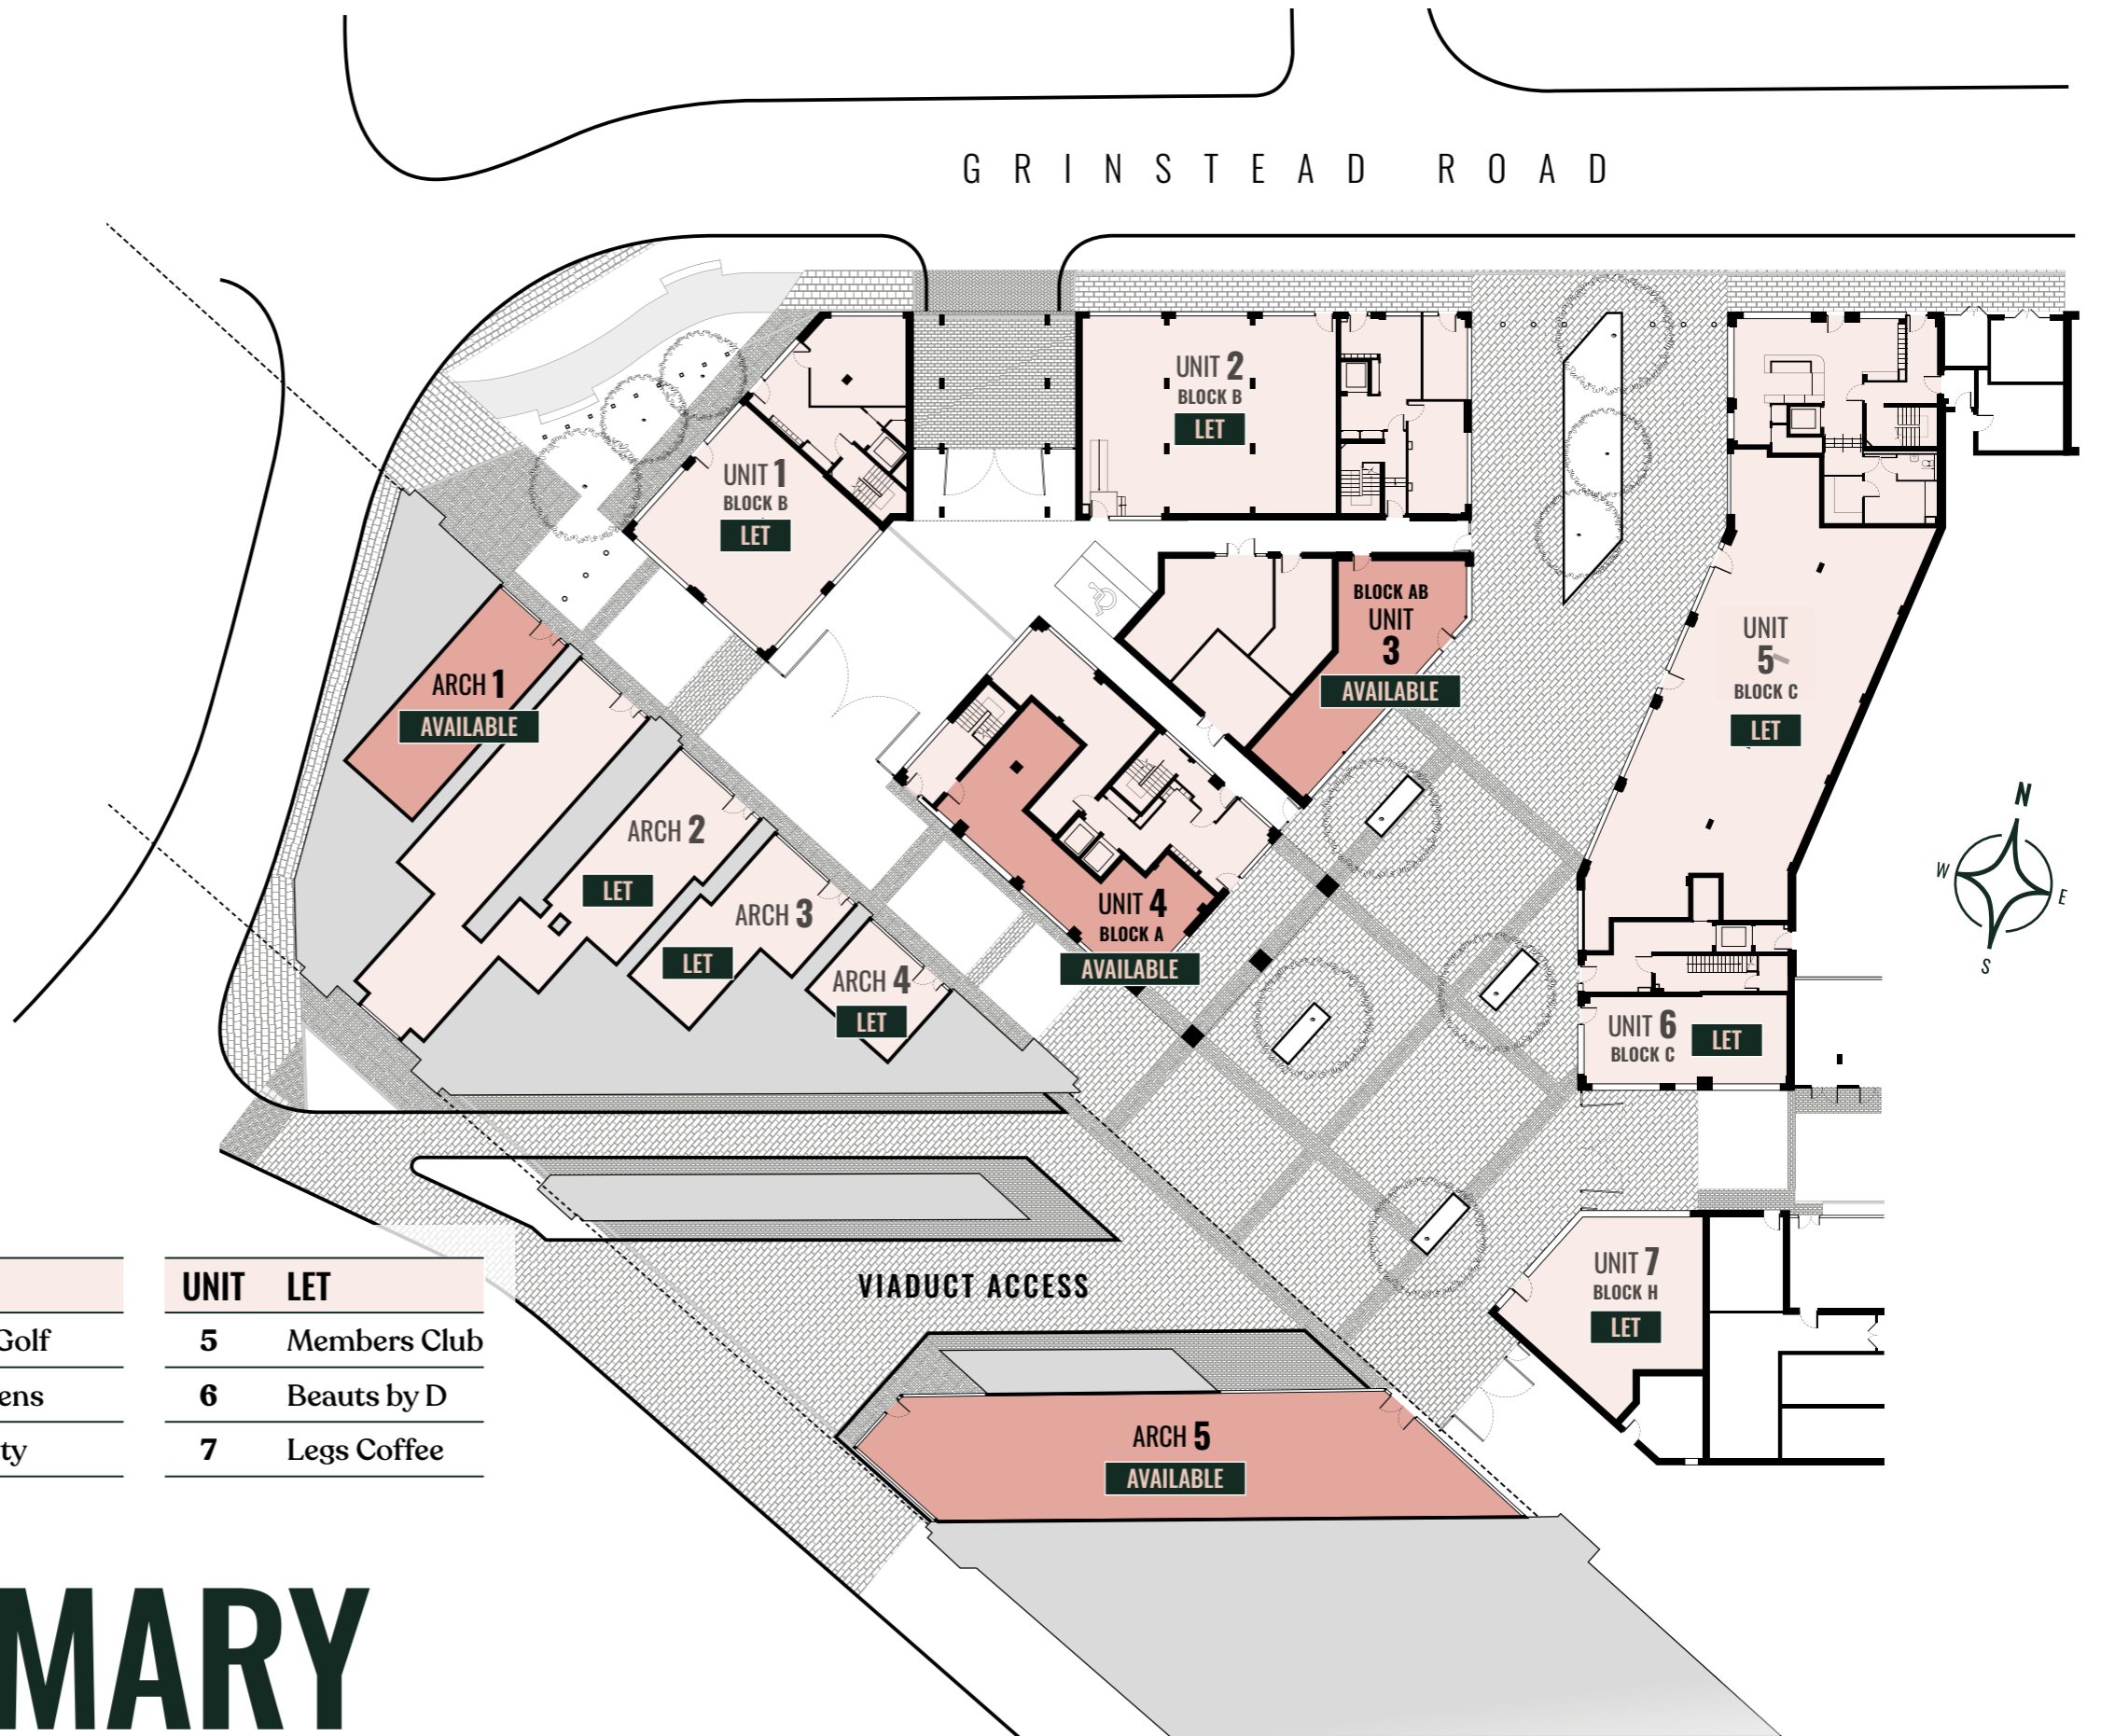 GRINSTEAD ROAD
UNIT 2
BLOCK B
LET
UNIT 1
BLOCK B
LET
BLOCK AB
UNIT
3
AVAILABLE
UNIT
5
BLOCK C
LET
ARCH 1
AVAILABLE
ARCH 2
LET
ARCH 3
LET
ARCH 4
LET
UNIT 4
BLOCK A
AVAILABLE
N
W
E
S
UNIT 6
BLOCK C
LET
UNIT 7
BLOCK H
LET
VIADUCT ACCESS
ARCH 5
AVAILABLE
UNIT LET
Golf
5 Members Club
ens
6 Beauts by D
ty
7 Legs Coffee
MARY